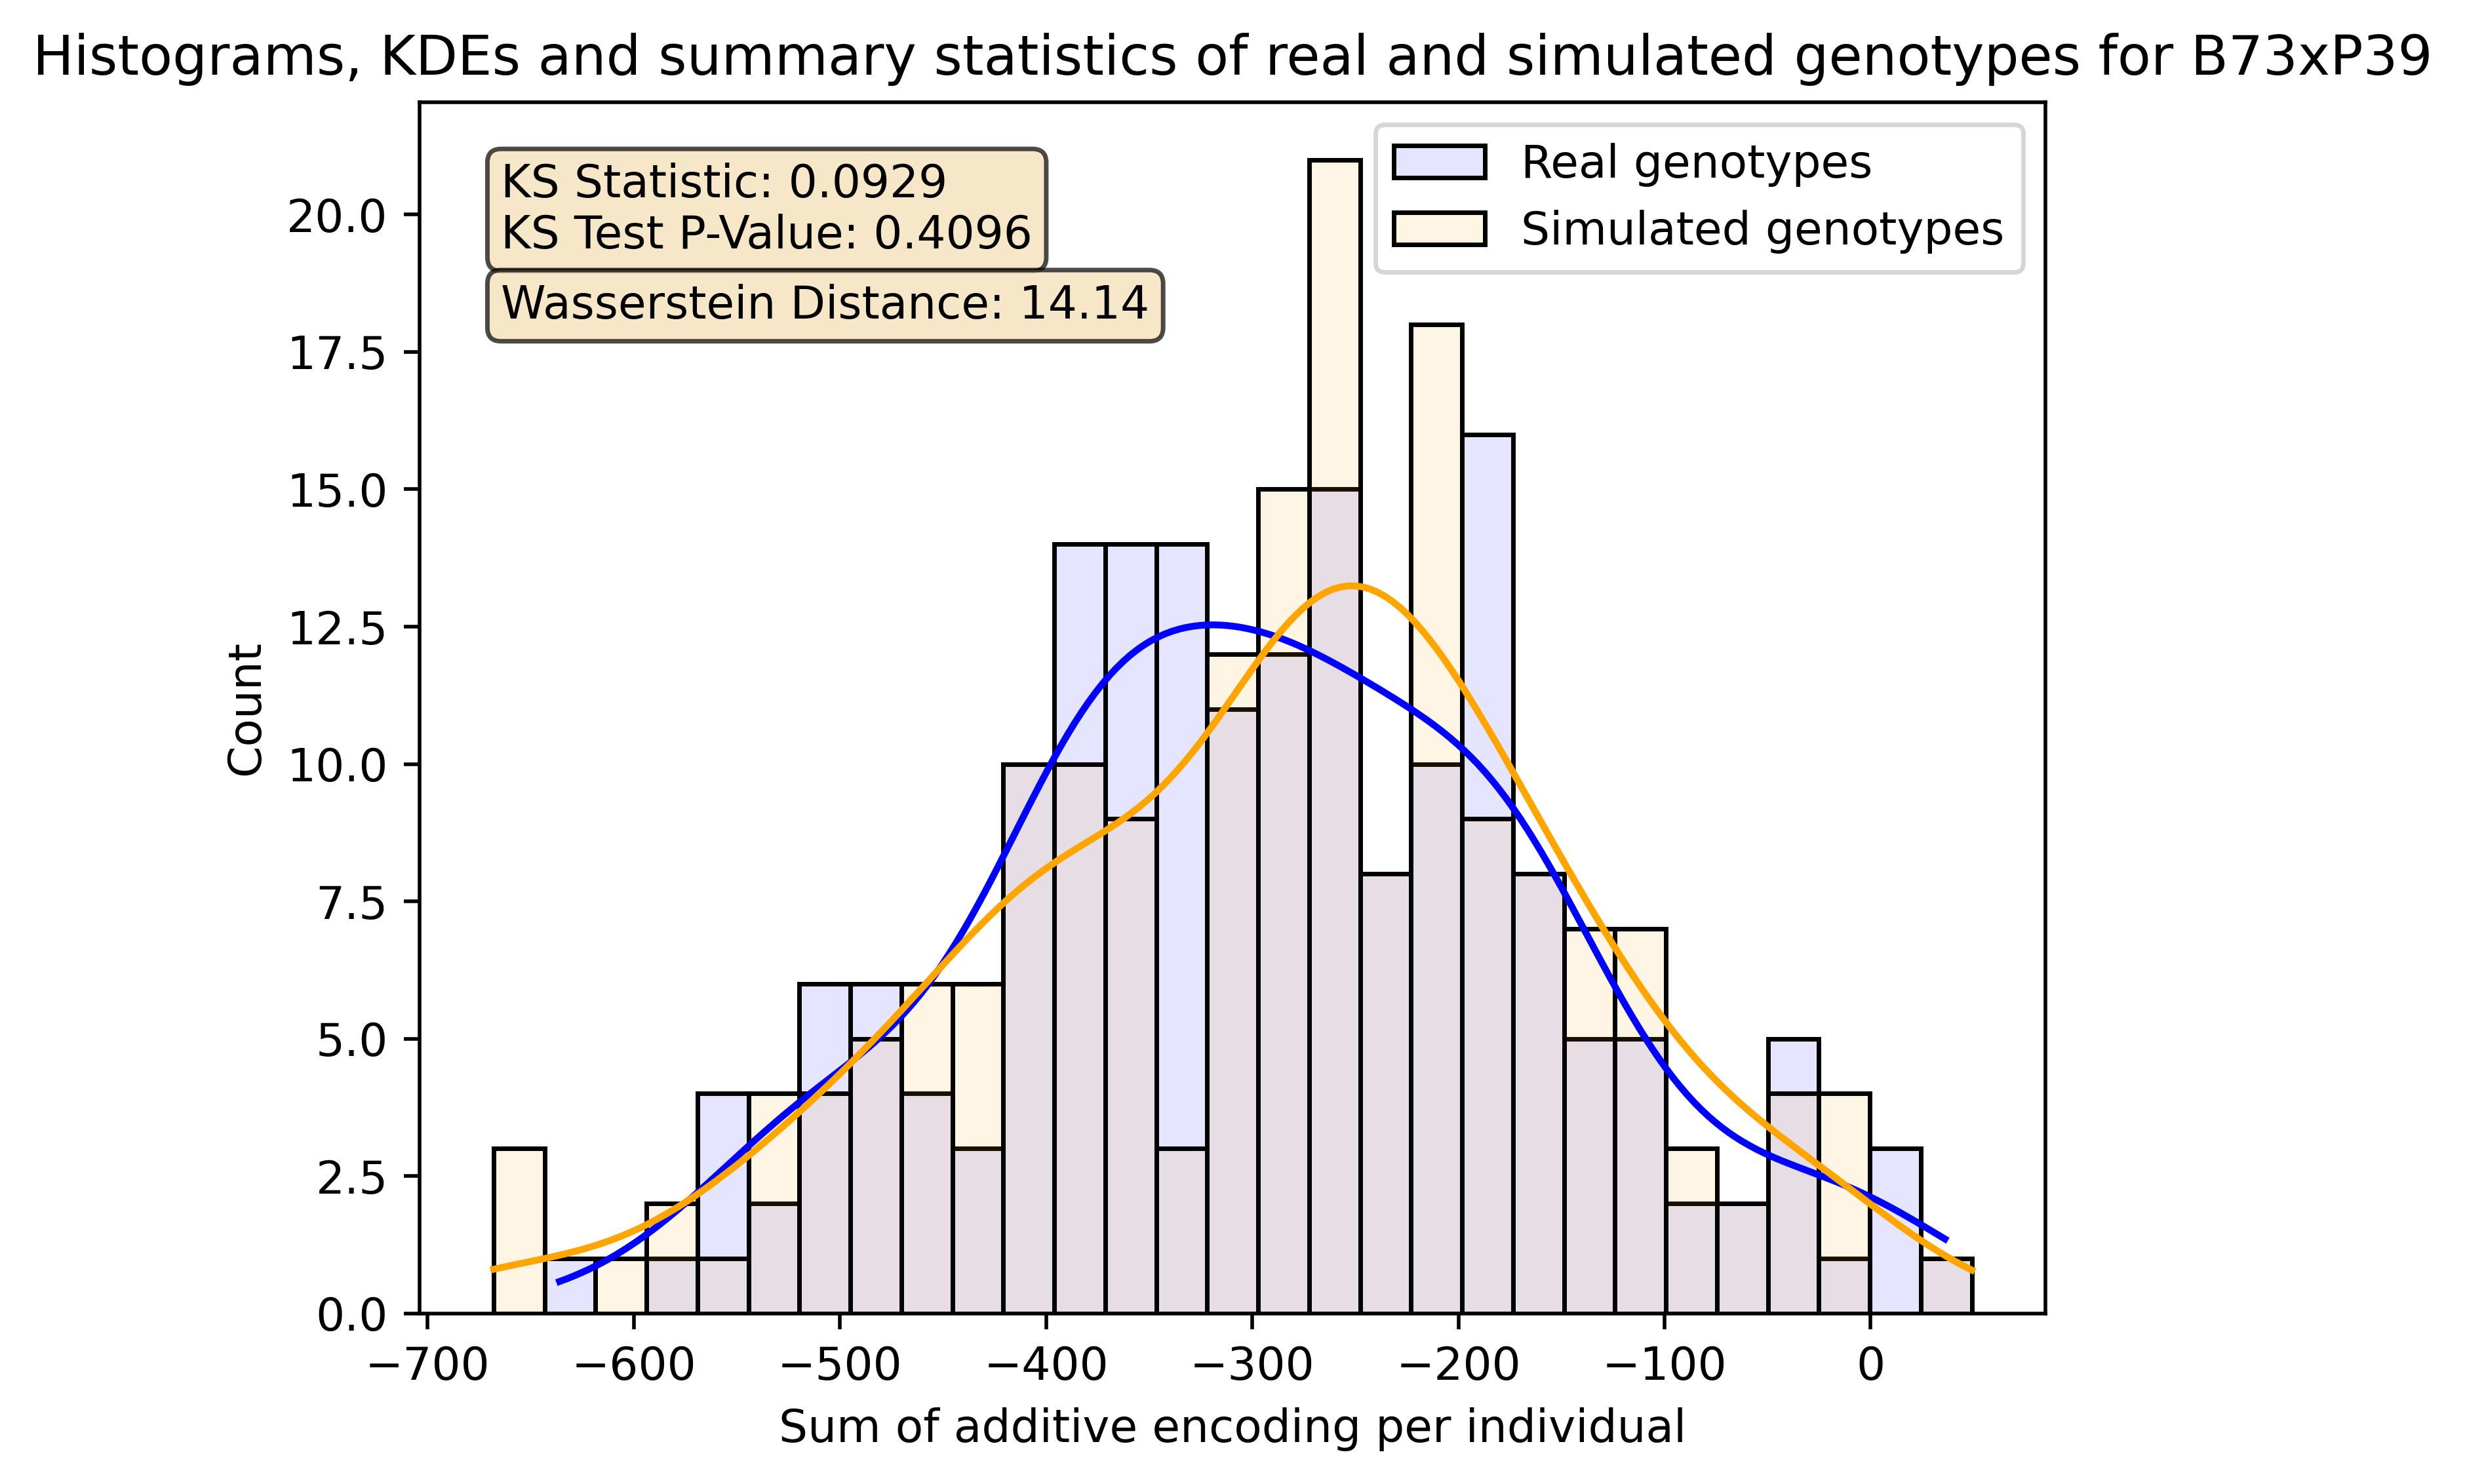 Histograms, KDEs and summary statistics of real and simulated genotypes for B73xP39
KS Statistic: 0.0929
KS Test P-Value: 0.4096
Wasserstein Distance: 14.14
Real genotypes
Simulated genotypes
Count
20.0
17.5
15.0
12.5
10.0
7.5
5.0
2.5
0.0
−700 −600 −500 −400 −300 −200 −100 0
Sum of additive encoding per individual